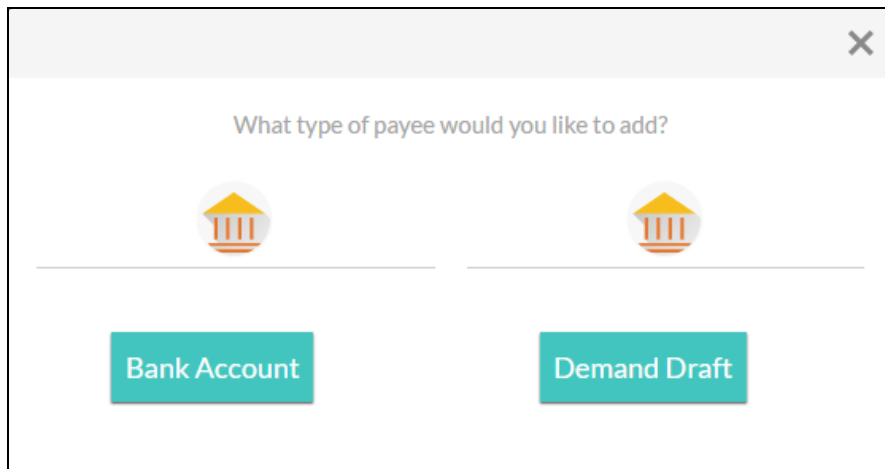 What type of payee would you like to add?
Bank Account
Demand Draft